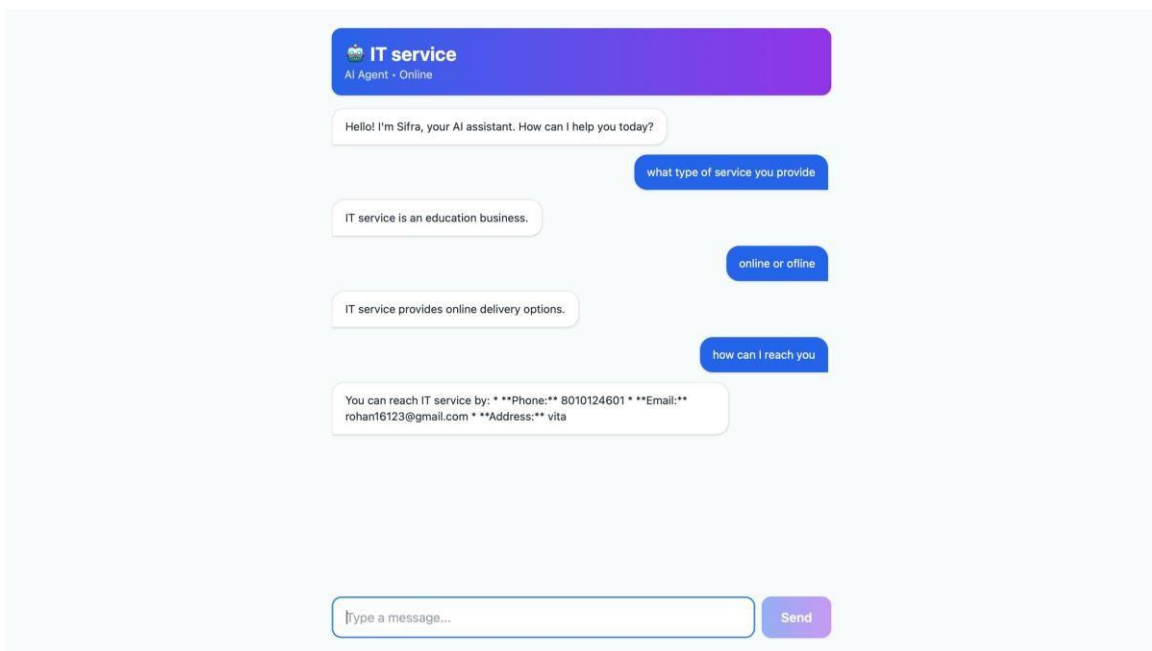 IT service
AI Agent • Online
Hello! I'm Sifra, your AI assistant. How can I help you today?
what type of service you provide
IT service is an education business.
online or ofline
IT service provides online delivery options.
how can I reach you
You can reach IT service by: * **Phone:** 8010124601 * **Email:**
rohan16123@gmail.com * **Address:** vita
Type a message...
Send